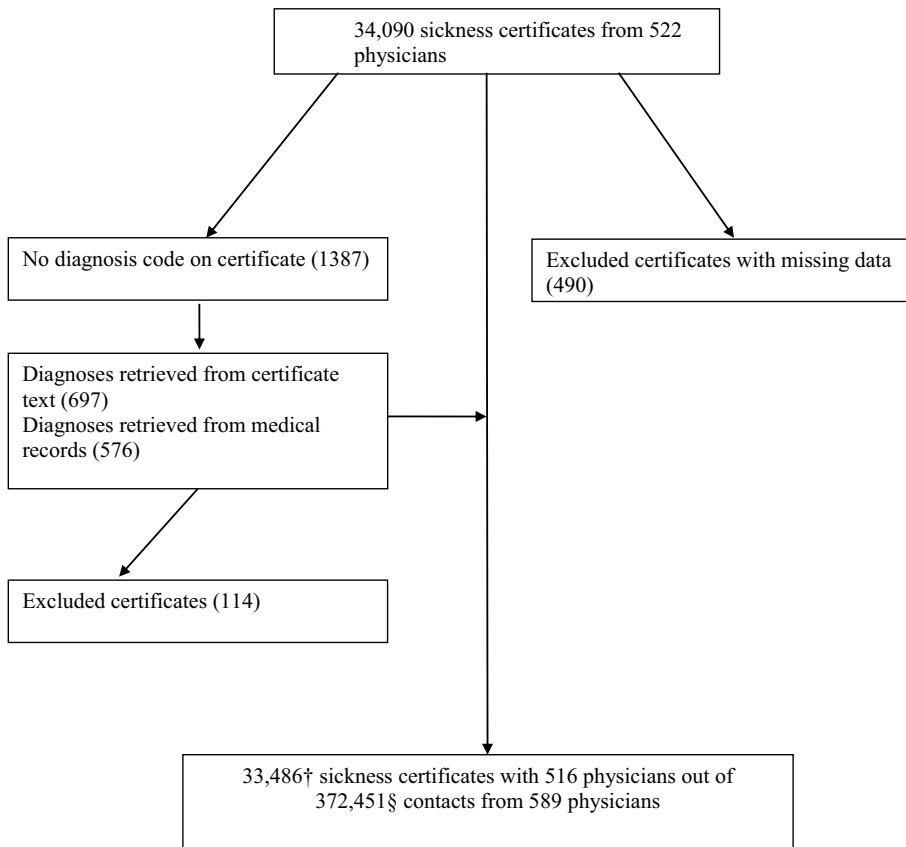 34,090 sickness certificates from 522
physicians
No diagnosis code on certificate (1387)
Excluded certificates with missing data
(490)
Diagnoses retrieved from certificate
text (697)
Diagnoses retrieved from medical
records (576)
Excluded certificates (114)
33,486† sickness certificates with 516 physicians out of
372,451§ contacts from 589 physicians